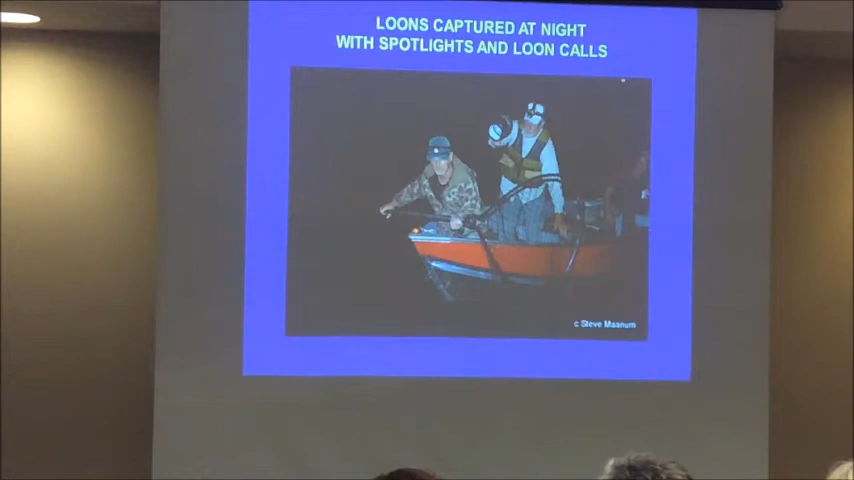 LOONS CAPTURED AT NIGHT
WITH SPOTLIGHTS AND LOON CALLS
c Steve Maanum